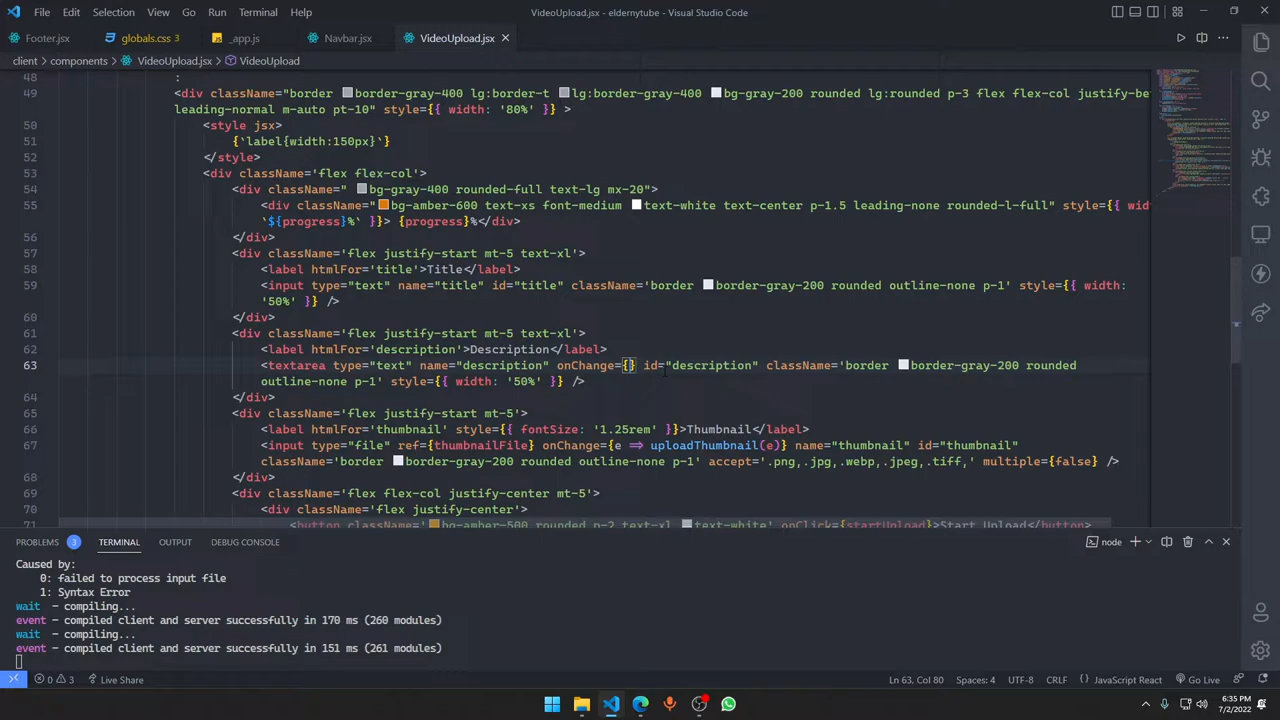 File Edit Selection View Go Run Terminal Help
VideoUpload.jsx - eldernytube - Visual Studio Code
Footer.jsx globals.css 3 _app.js Navbar.jsx VideoUpload.jsx
client > components > VideoUpload.jsx > VideoUpload
48 :
49 <div className="border border-gray-400 lg:border-t lg:border-gray-400 bg-gray-200 rounded lg:rounded p-3 flex flex-col justify-be
leading-normal m-auto pt-10" style={{ width: '80%' }} >
50 <style jsx>
51 {`label{width:150px}`}
52 </style>
53 <div className='flex flex-col'>
54 <div className=" bg-gray-400 rounded-full text-lg mx-20">
55 <div className=" bg-amber-600 text-xs font-medium text-white text-center p-1.5 leading-none rounded-l-full" style={{ wid
`${progress}%` }}> {progress}%</div>
56 </div>
57 <div className='flex justify-start mt-5 text-xl'>
58 <label htmlFor='title'>Title</label>
59 <input type="text" name="title" id="title" className='border border-gray-200 rounded outline-none p-1' style={{ width:
'50%' }} />
60 </div>
61 <div className='flex justify-start mt-5 text-xl'>
62 <label htmlFor='description'>Description</label>
63 <textarea type="text" name="description" onChange={} id="description" className='border border-gray-200 rounded
outline-none p-1' style={{ width: '50%' }} />
64 </div>
65 <div className='flex justify-start mt-5'>
66 <label htmlFor='thumbnail' style={{ fontSize: '1.25rem' }}>Thumbnail</label>
67 <input type="file" ref={thumbnailFile} onChange={e => uploadThumbnail(e)} name="thumbnail" id="thumbnail"
className='border border-gray-200 rounded outline-none p-1' accept='.png,.jpg,.webp,.jpeg,.tiff,' multiple={false} />
68 </div>
69 <div className='flex flex-col justify-center mt-5'>
70 <div className='flex justify-center'>
71 <button className=' bg-amber-500 rounded p-2 text-xl text-white' onClick={startUpload}>Start Upload</button>
PROBLEMS 3 TERMINAL OUTPUT DEBUG CONSOLE node
Caused by:
0: failed to process input file
1: Syntax Error
wait - compiling...
event - compiled client and server successfully in 170 ms (260 modules)
wait - compiling...
event - compiled client and server successfully in 151 ms (261 modules)
0 3 Live Share Ln 63, Col 80 Spaces: 4 UTF-8 CRLF JavaScript React Go Live
6:35 PM
7/2/2022